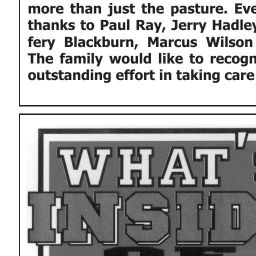 more than just the pasture. Eve
thanks to Paul Ray, Jerry Hadley
fery Blackburn, Marcus Wilson
The family would like to recogn
outstanding effort in taking care
WHAT'S
INSID